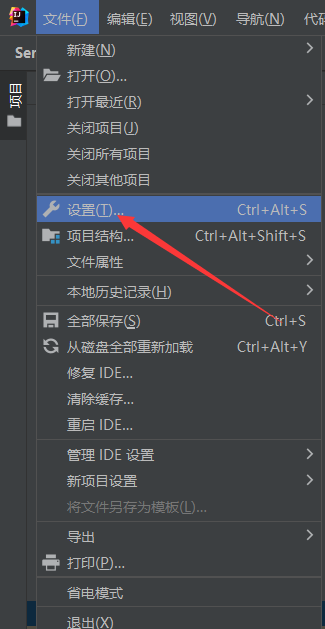 文件(F) 编辑(E) 视图(V) 导航(N) 代码
Ser
项目
新建(N)
打开(O)...
打开最近(R)
关闭项目(J)
关闭所有项目
关闭其他项目
设置(T)... Ctrl+Alt+S
项目结构... Ctrl+Alt+Shift+S
文件属性
本地历史记录(H)
全部保存(S) Ctrl+S
从磁盘全部重新加载 Ctrl+Alt+Y
修复 IDE...
清除缓存...
重启 IDE...
管理 IDE 设置
新项目设置
将文件另存为模板(L)...
导出
打印(P)...
省电模式
退出(X)